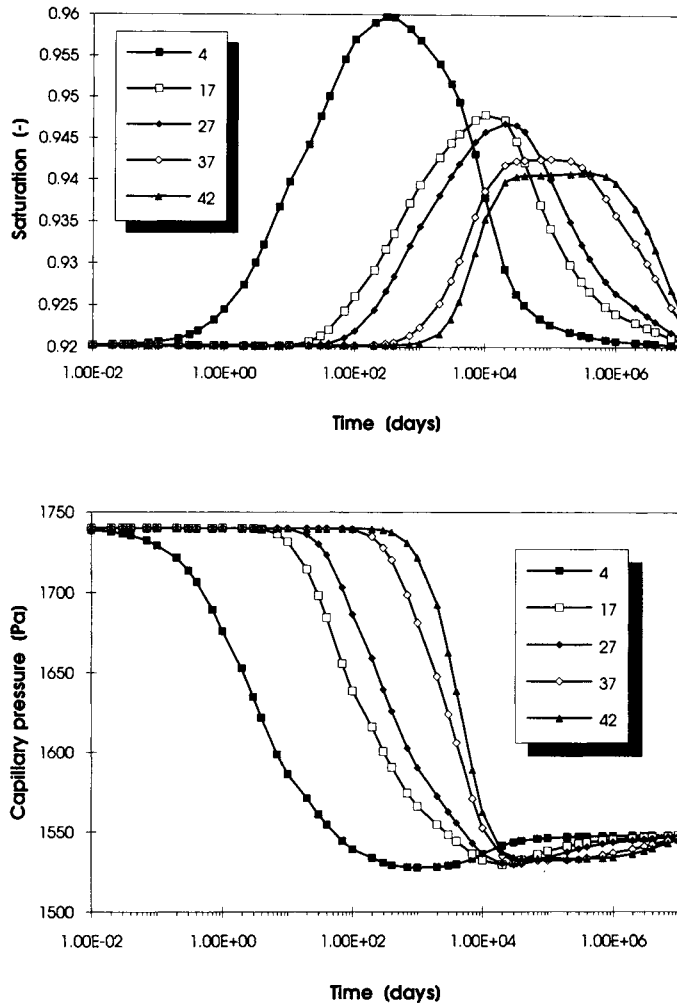 0.96
0.955
0.95
0.945
0.94
0.935
0.93
0.925
0.92
Saturation (-)
4
17
27
37
42
1.00E-02
1.00E+00
1.00E+02
1.00E+04
1.00E+06
Time (days)
1750
1700
1650
1600
1550
1500
Capillary pressure (Pa)
4
17
27
37
42
1.00E-02
1.00E+00
1.00E+02
1.00E+04
1.00E+06
Time (days)